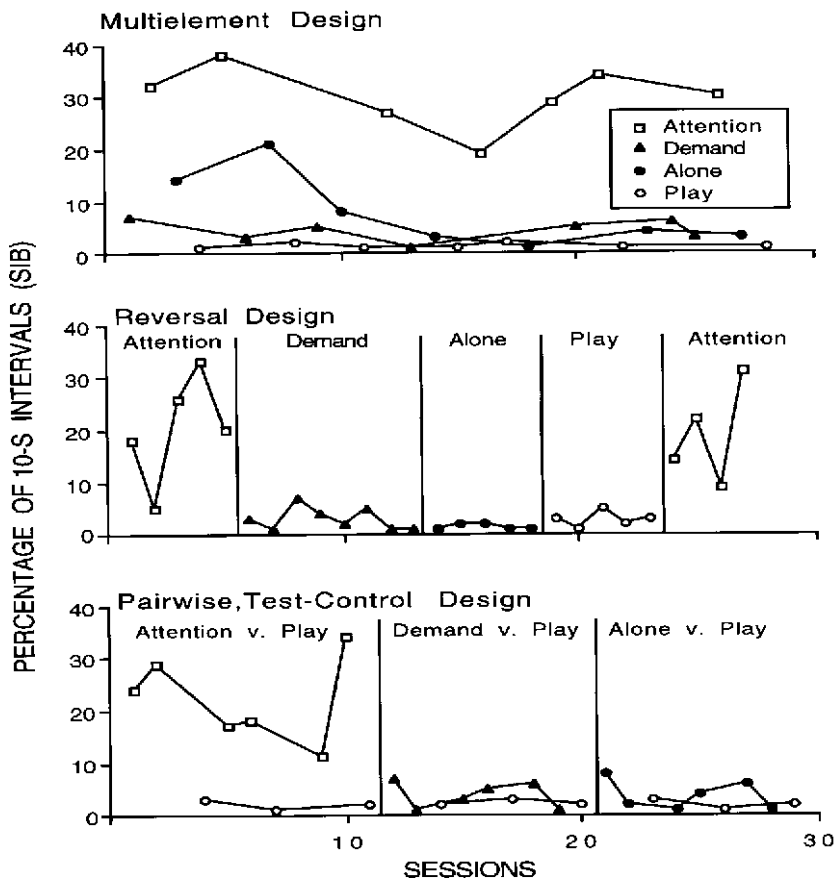 Multielement Design
40
30
20
10
0
Attention
Demand
Alone
Play
PERCENTAGE OF 10-S INTERVALS (SIB)
Reversal Design
Attention Demand Alone Play Attention
40
30
20
10
0
Pairwise,Test-Control Design
Attention v. Play Demand v. Play Alone v. Play
40
30
20
10
0
10 20 30
SESSIONS